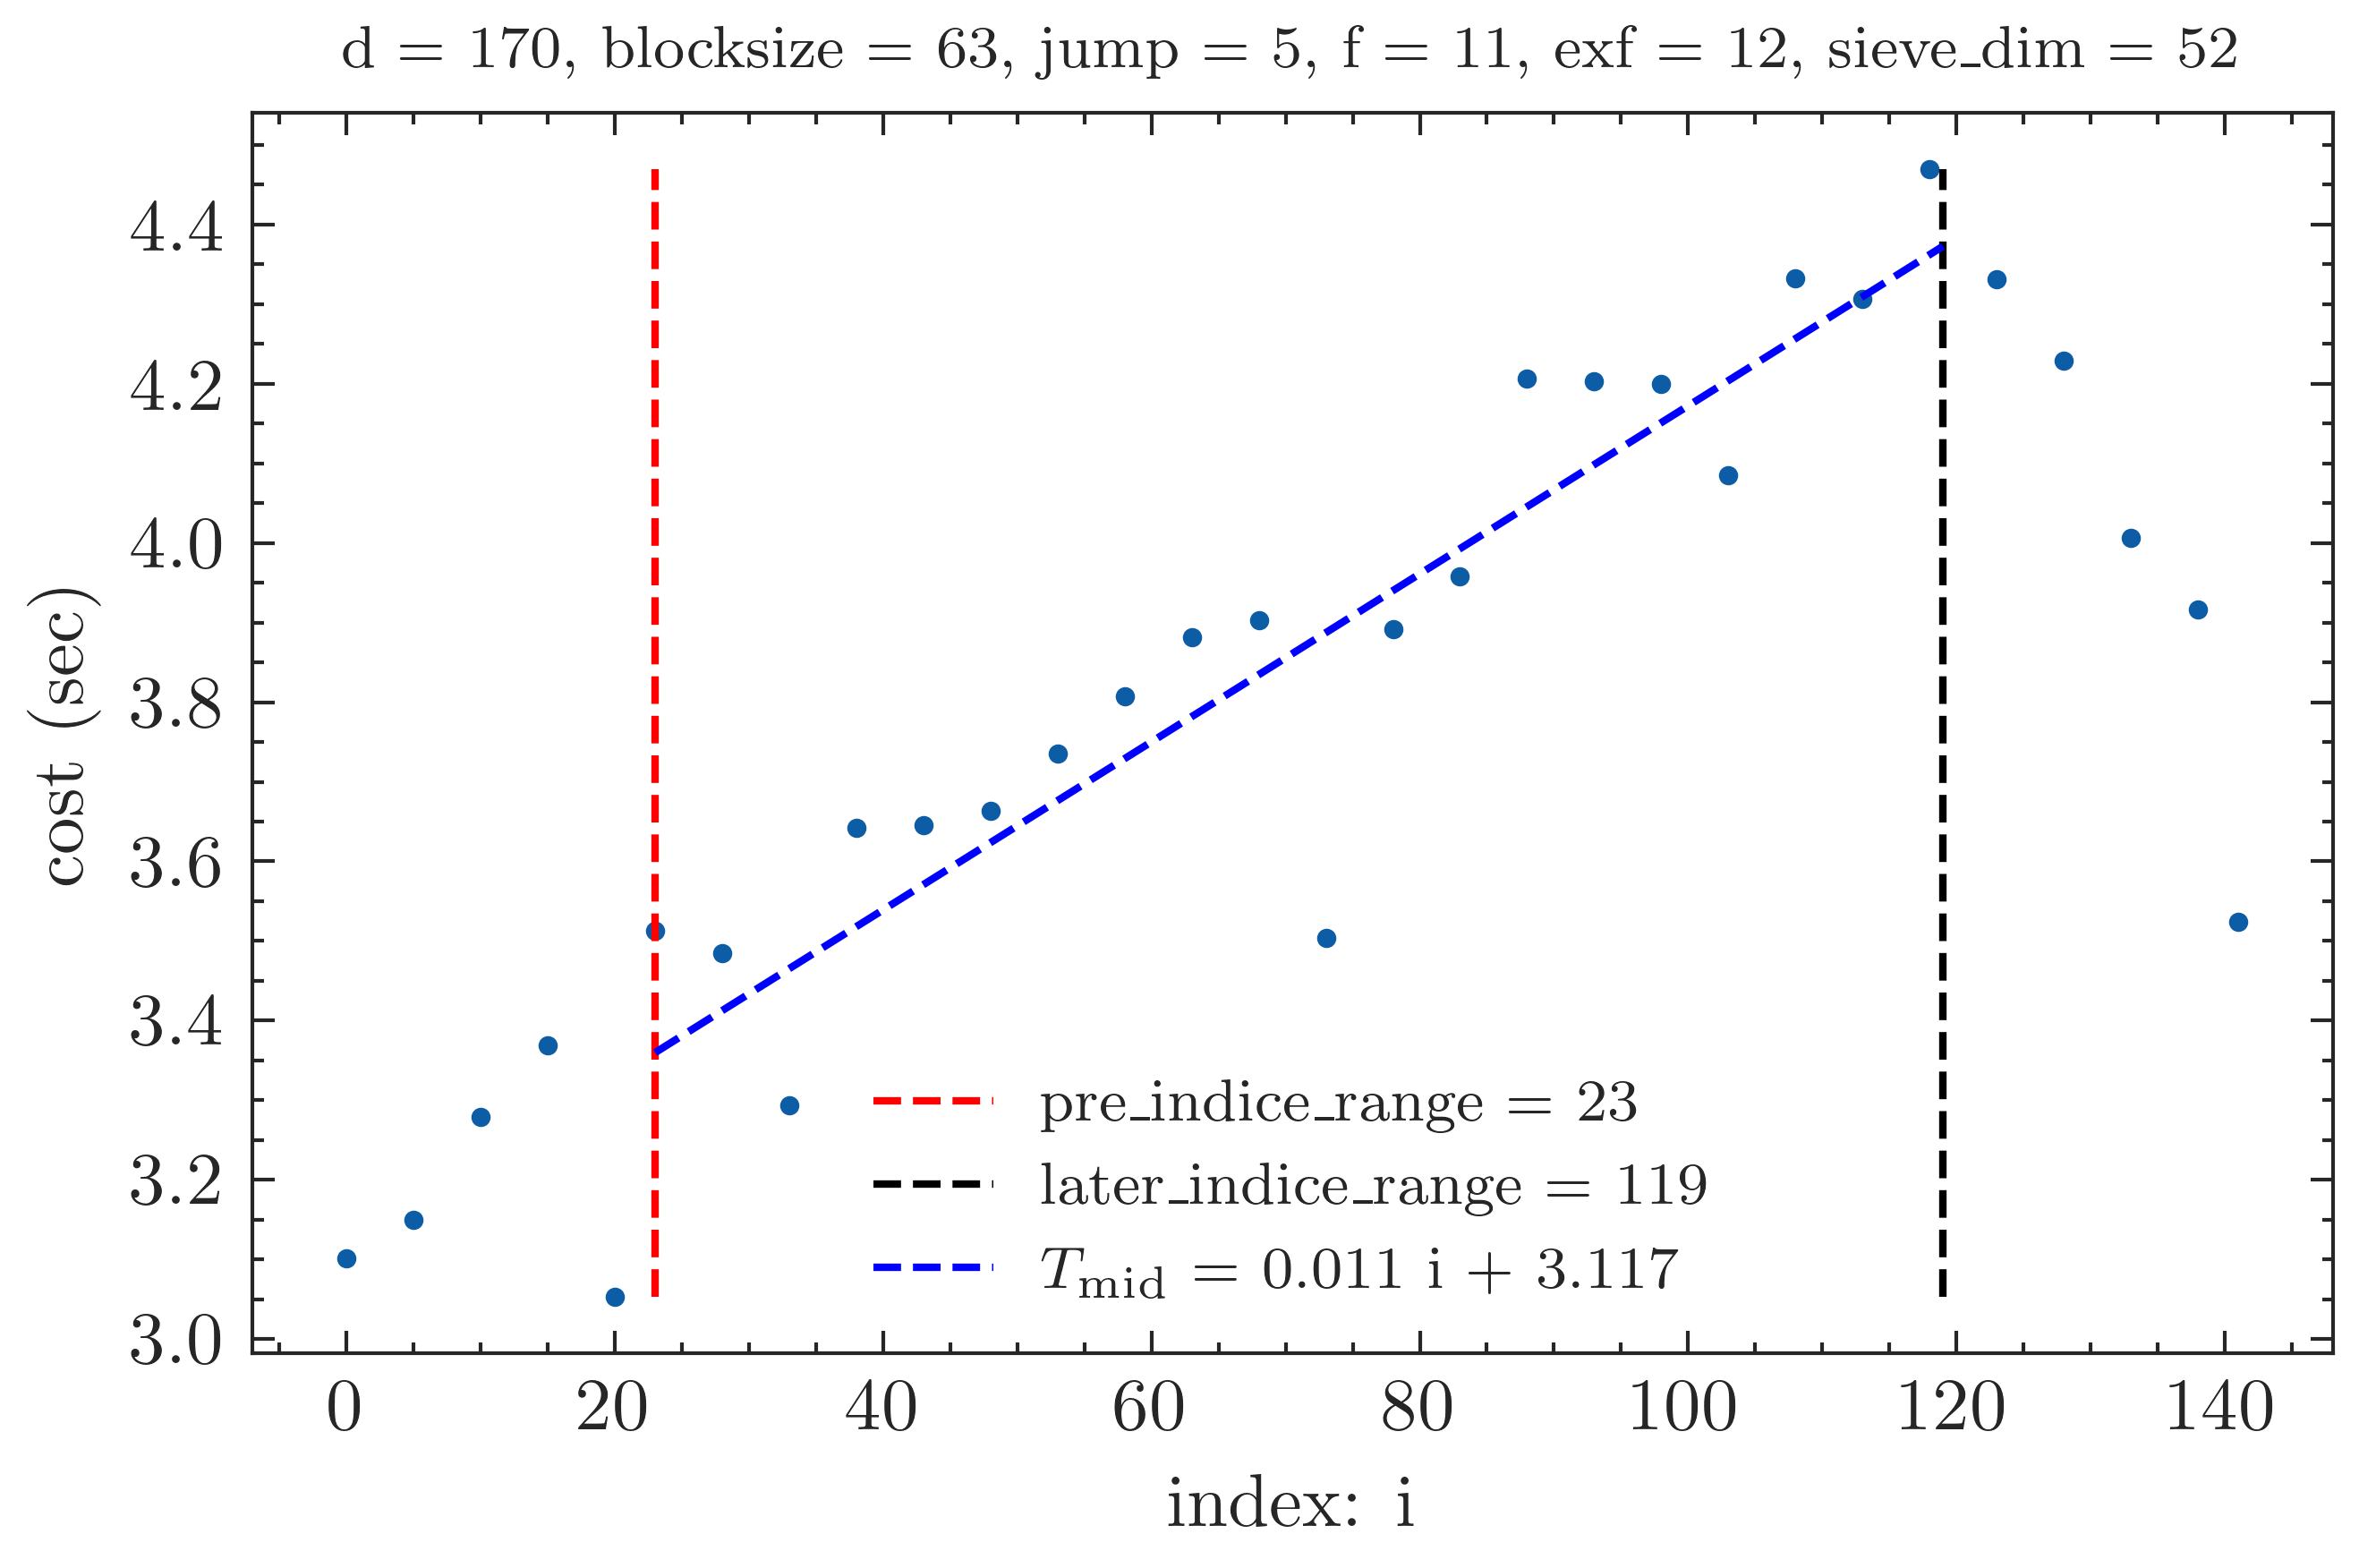 d = 170, blocksize = 63, jump = 5, f = 11, exf = 12, sieve_dim = 52
cost (sec)
4.4
4.2
4.0
3.8
3.6
3.4
3.2
3.0
pre_indice_range = 23
later_indice_range = 119
T_mid = 0.011 i + 3.117
0 20 40 60 80 100 120 140
index: i